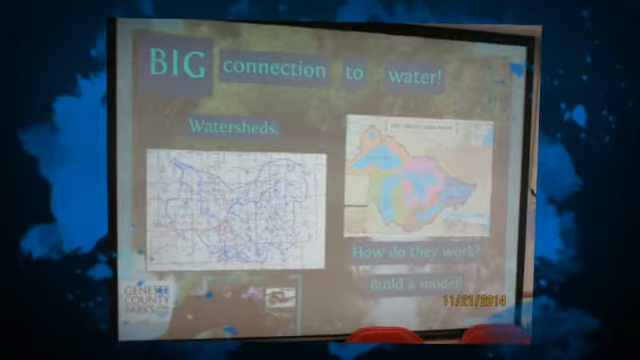 BIG connection to water!
Watersheds.
How do they work?
Build a model!
GENESEE
COUNTY
PARKS
11/21/2014